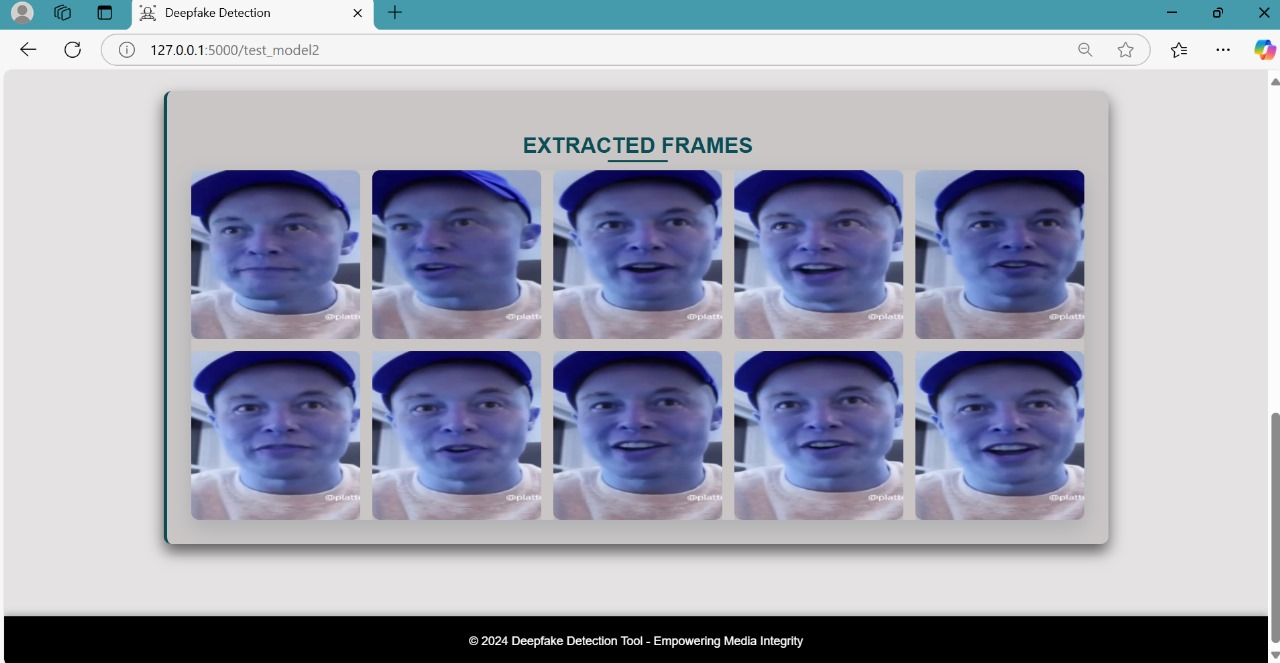 Deepfake Detection
127.0.0.1:5000/test_model2
EXTRACTED FRAMES
@platt
@platt
@platt
@platt
@platt
@platt
@platt
@platt
@platt
@platt
© 2024 Deepfake Detection Tool - Empowering Media Integrity